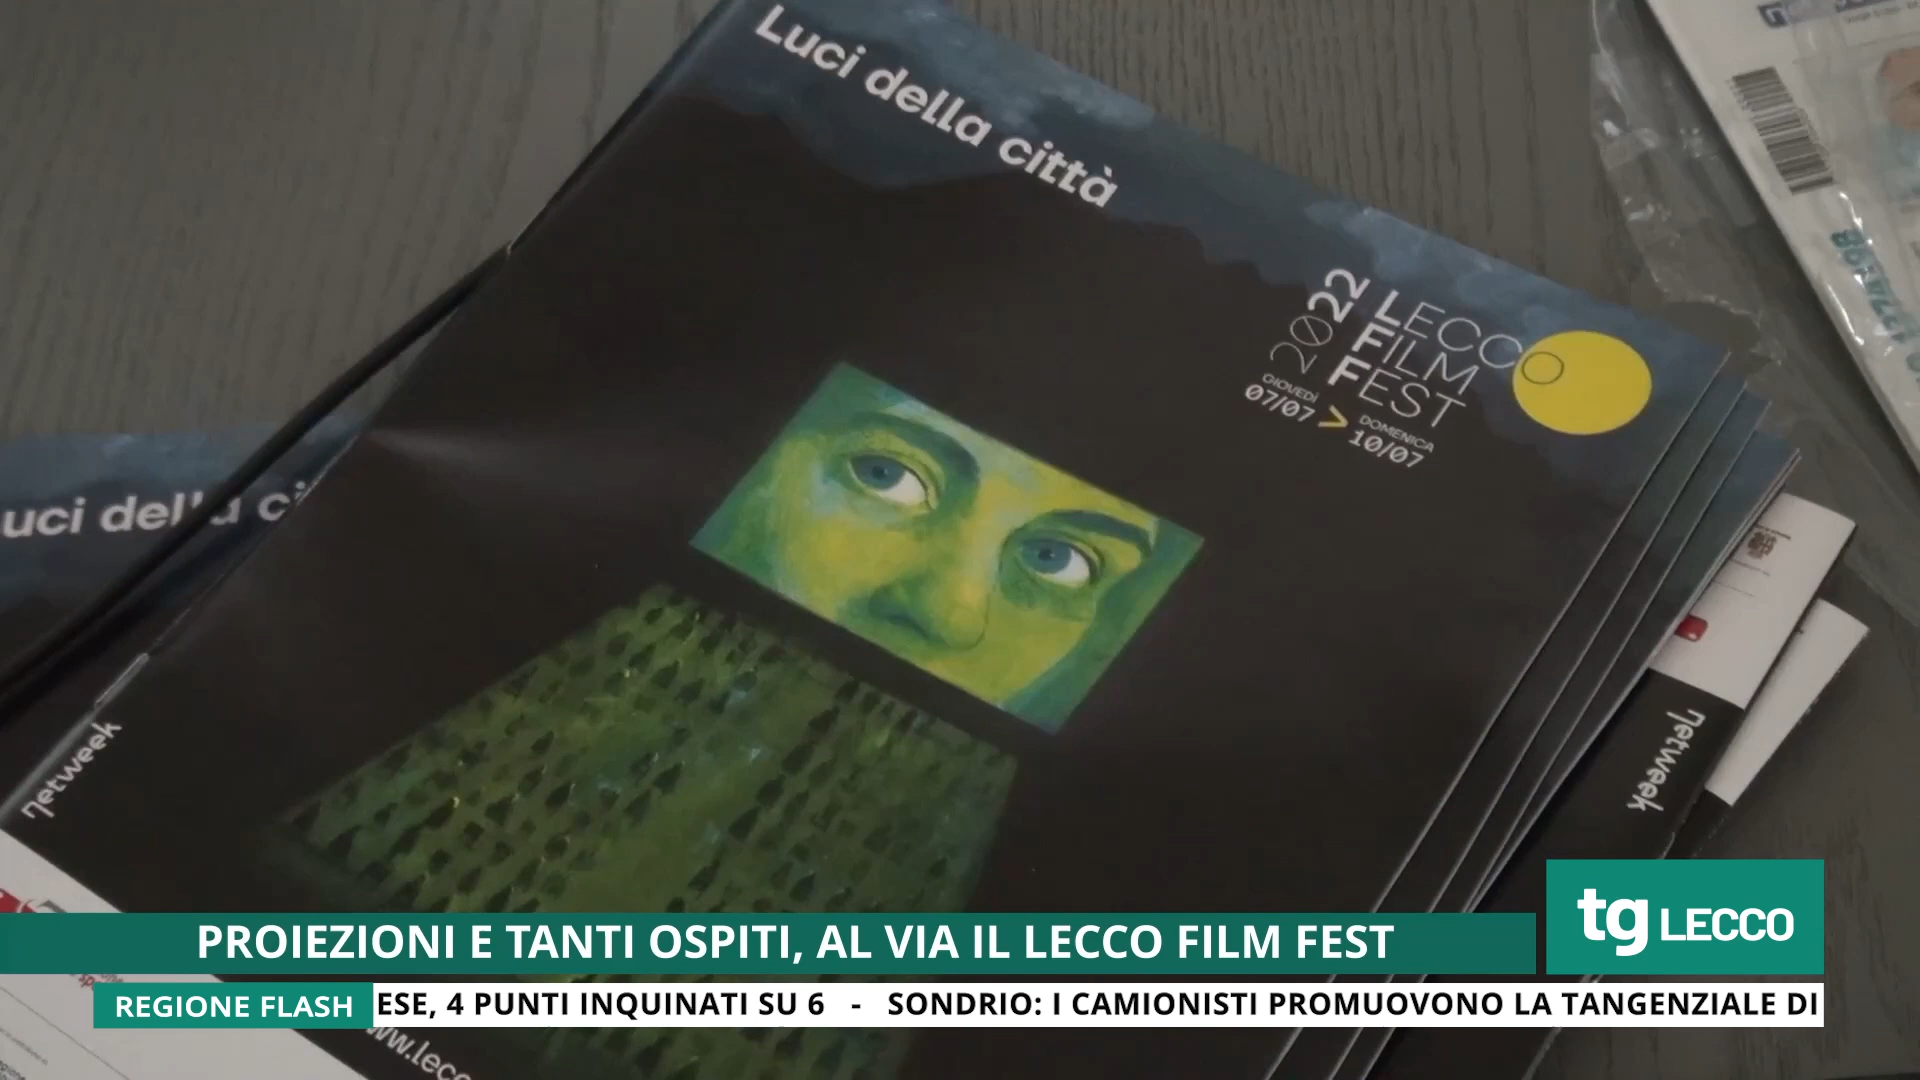 Luci della città
2022
LECCO
FILM
FEST
GIOVEDÌ
07/07
>
DOMENICA
10/07
uci della ci
netweek
netweek
PROIEZIONI E TANTI OSPITI, AL VIA IL LECCO FILM FEST
tg LECCO
REGIONE FLASH
ESE, 4 PUNTI INQUINATI SU 6 - SONDRIO: I CAMIONISTI PROMUOVONO LA TANGENZIALE DI
ww.lecco